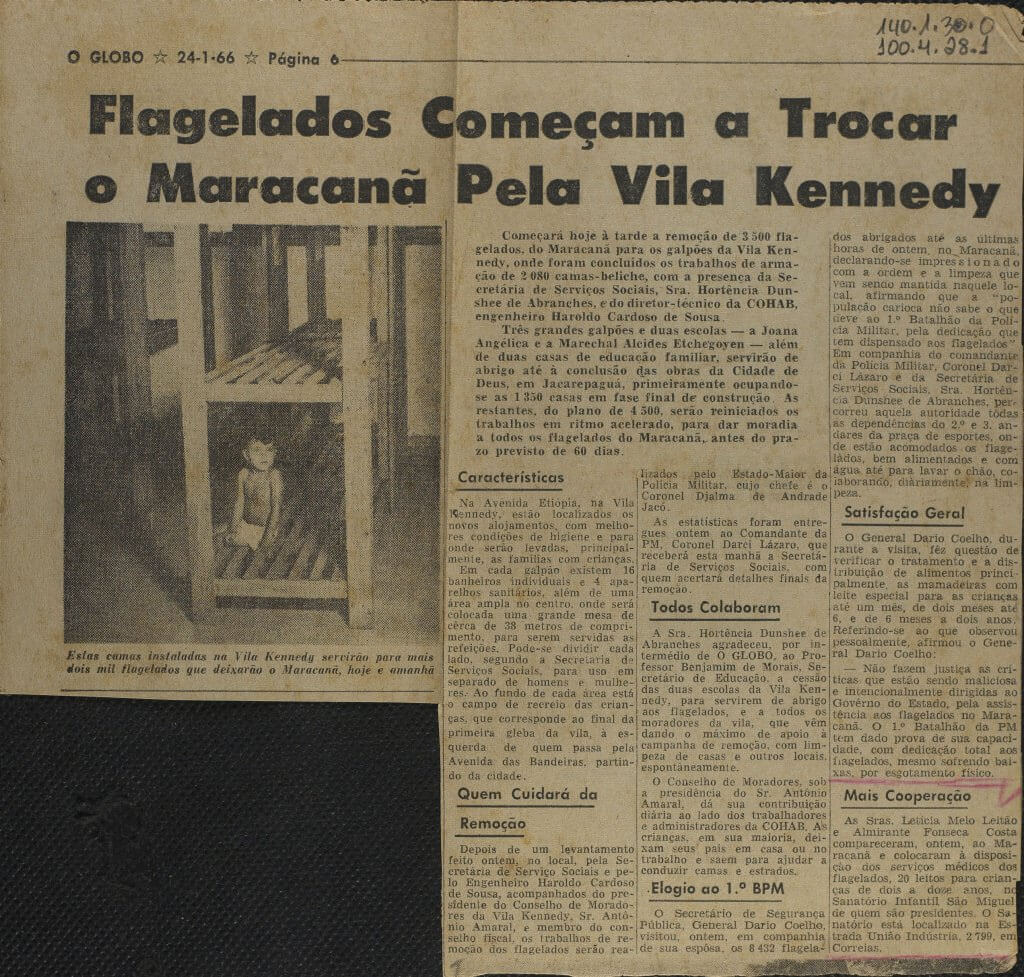 140.1.30.0
100.4.28.1
O GLOBO ☆ 24-1-66 ☆ Página 6
Flagelados Começam a Trocar
o Maracanã Pela Vila Kennedy
Estas camas instaladas na Vila Kennedy servirão para mais
dois mil flagelados que deixarão o Maracanã, hoje e amanhã
Começará hoje à tarde a remoção de 3 500 fla-
gelados, do Maracanã para os galpões da Vila Ken-
nedy, onde foram concluídos os trabalhos de arma-
ção de 2 080 camas-beliche, com a presença da Se-
cretária de Serviços Sociais, Sra. Hortência Dun-
shee de Abranches, e do diretor-técnico da COHAB,
engenheiro Haroldo Cardoso de Sousa.
Três grandes galpões e duas escolas — a Joana
Angélica e a Marechal Alcides Etchegoyen — além
de duas casas de educação familiar, servirão de
abrigo até à conclusão das obras da Cidade de
Deus, em Jacarepaguá, primeiramente ocupando-
se as 1 350 casas em fase final de construção. As
restantes, do plano de 4 500, serão reiniciados os
trabalhos em ritmo acelerado, para dar moradia
a todos os flagelados do Maracanã, antes do pra-
zo previsto de 60 dias.
Características
Na Avenida Etiópia, na Vila
Kennedy, estão localizados os
novos alojamentos, com melho-
res condições de higiene e para
onde serão levadas, principal-
mente, as famílias com crianças.
Em cada galpão existem 16
banheiros individuais e 4 apa-
relhos sanitários, além de uma
área ampla no centro, onde será
colocada uma grande mesa de
cêrca de 38 metros de compri-
mento, para serem servidas as
refeições. Pode-se dividir cada
lado, segundo a Secretaria de
Serviços Sociais, para uso em
separado de homens e mulhe-
res. Ao fundo de cada área está
o campo de recreio das crian-
ças, que corresponde ao final da
primeira gleba da vila, à es-
querda de quem passa pela
Avenida das Bandeiras, partin-
do da cidade.
Quem Cuidará da
Remoção
Depois de um levantamento
feito ontem, no local, pela Se-
cretária de Serviço Sociais e pe-
lo Engenheiro Haroldo Cardoso
de Sousa, acompanhados do pre-
sidente do Conselho de Morado-
res da Vila Kennedy, Sr. Antô-
nio Amaral, e membro do con-
selho fiscal, os trabalhos de re-
moção dos flagelados serão rea-
lizados pelo Estado-Maior da
Polícia Militar, cujo chefe é o
Coronel Djalma de Andrade
Jacó.
As estatísticas foram entre-
gues ontem ao Comandante da
PM, Coronel Darci Lázaro, que
receberá esta manhã a Secretá-
ria de Serviços Sociais, com
quem acertará detalhes finais da
remoção.
Todos Colaboram
A Sra. Hortência Dunshee de
Abranches agradeceu, por in-
termédio de O GLOBO, ao Pro-
fessor Benjamim de Morais, Se-
cretário de Educação, a cessão
das duas escolas da Vila Ken-
nedy, para servirem de abrigo
aos flagelados, e a todos os
moradores da vila, que vêm
dando o máximo de apoio à
campanha de remoção, com lim-
peza de casas e outros locais,
espontâneamente.
O Conselho de Moradores, sob
a presidência do Sr. Antônio
Amaral, dá sua contribuição
diária ao lado dos trabalhadores
e administradores da COHAB. As
crianças, em sua maioria, dei-
xam seus pais em casa ou no
trabalho e saem para ajudar a
conduzir camas e estrados.
Elogio ao 1.º BPM
O Secretário de Segurança
Pública, General Dario Coelho,
visitou, ontem, em companhia
de sua espôsa, os 8 432 flagela-
dos abrigados até as últimas
horas de ontem no Maracanã,
declarando-se impressionado
com a ordem e a limpeza que
vem sendo mantida naquele lo-
cal, afirmando que a "po-
pulação carioca não sabe o que
deve ao 1.º Batalhão da Polí-
cia Militar, pela dedicação que
tem dispensado aos flagelados"
Em companhia do comandante
da Polícia Militar, Coronel Dar-
ci Lázaro e da Secretária de
Serviços Sociais, Sra. Hortên-
cia Dunshee de Abranches, per-
correu aquela autoridade tôdas
as dependências do 2.º e 3. an-
dares da praça de esportes, on-
de estão acomodados os flage-
lados, bem alimentados e com
água até para lavar o chão, co-
laborando, diàriamente, na lim-
peza.
Satisfação Geral
O General Dario Coelho, du-
rante a visita, fêz questão de
verificar o tratamento e a dis-
tribuição de alimentos princi-
palmente, as mamadeiras com
leite especial para as crianças
até um mês, de dois meses até
6, e de 6 meses a dois anos.
Referindo-se ao que observou
pessoalmente, afirmou o Gene-
ral Dario Coelho:
— Não fazem justiça as crí-
ticas que estão sendo maliciosa
e intencionalmente dirigidas ao
Govêrno do Estado, pela assis-
tência aos flagelados no Mara-
canã. O 1.º Batalhão da PM
tem dado prova de sua capaci-
dade, com dedicação total aos
flagelados, mesmo sofrendo bai-
xas, por esgotamento físico.
Mais Cooperação
As Sras. Letícia Melo Leitão
e Almirante Fonseca Costa
compareceram, ontem, ao Ma-
racanã e colocaram à disposi-
ção dos serviços médicos dos
flagelados, 20 leitos para crian-
ças de dois a doze anos, no
Sanatório Infantil São Miguel
de quem são presidentes. O Sa-
natório está localizado na Es-
trada União Indústria, 2 799, em
Correias.